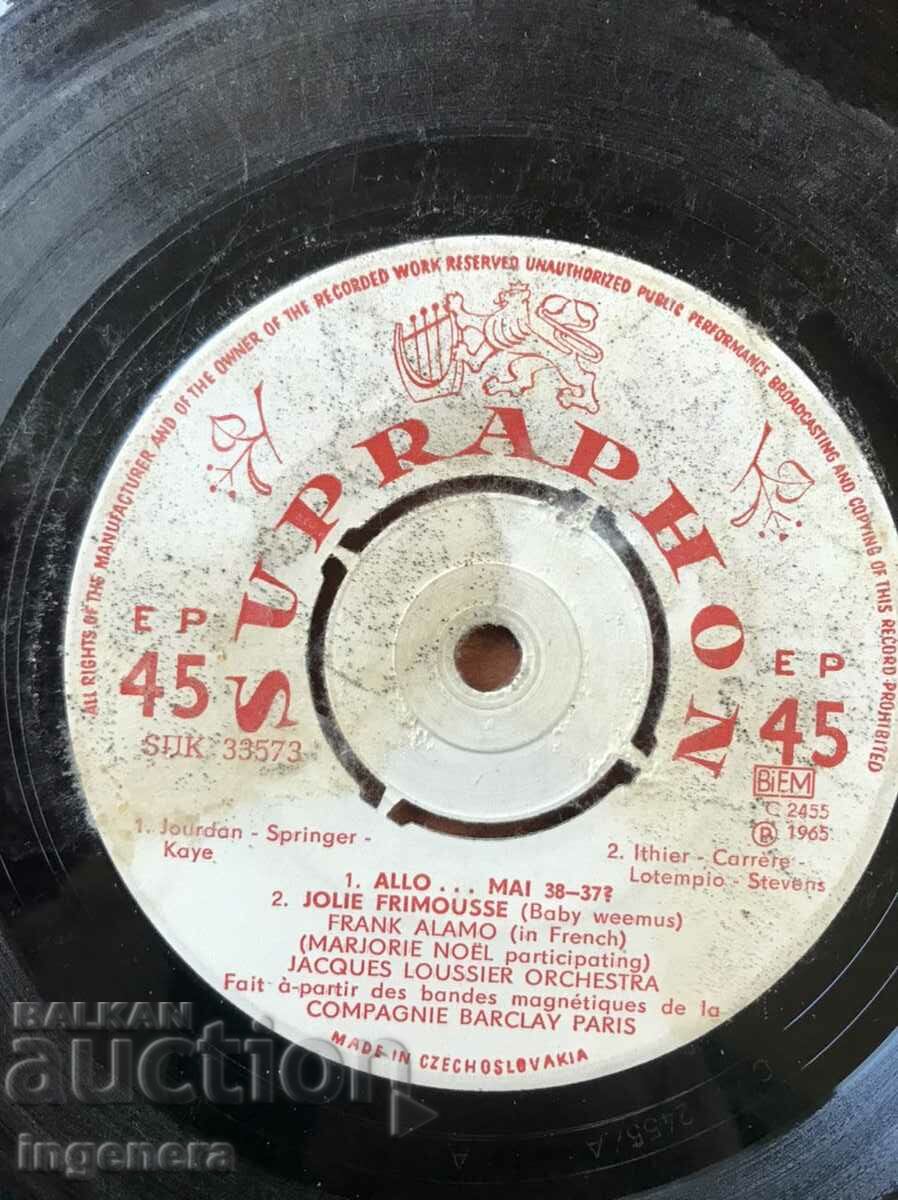 ALL RIGHTS OF THE MANUFACTURER AND OF THE OWNER OF THE RECORDED WORK RESERVED UNAUTHORIZED PUBLIC PERFORMANCE BROADCASTING AND COPYING OF THIS RECORD PROHIBITED
SUPRAPHON
EP
45
SUK 33573
EP
45
BIEM
C 2455
℗ 1965
1. Jourdan - Springer -
Kaye
2. Ithier - Carrère -
Lotempio - Stevens
1. ALLO... MAI 38-37?
2. JOLIE FRIMOUSSE (Baby weemus)
FRANK ALAMO (in French)
(MARJORIE NOËL participating)
JACQUES LOUSSIER ORCHESTRA
Fait à-partir des bandes magnétiques de la
COMPAGNIE BARCLAY PARIS
MADE IN CZECHOSLOVAKIA
2455/A
A
BALKAN
auction
ingenera